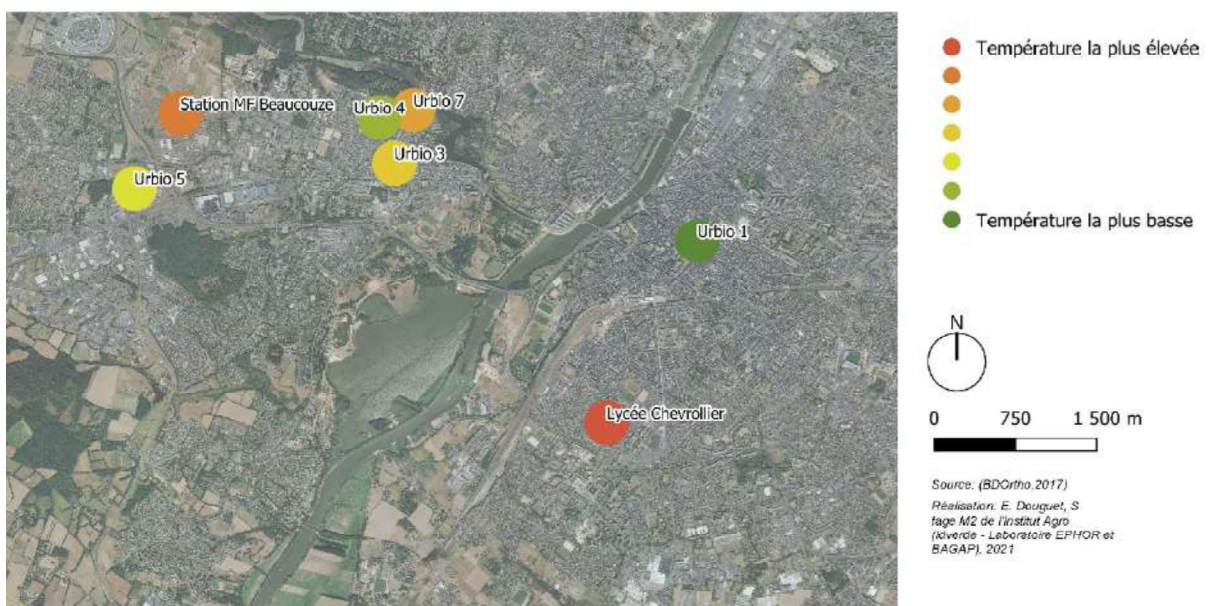 Station MF Beaucouze
Urbio 4
Urbio 7
Urbio 3
Urbio 5
Urbio 1
Lycée Chevrollier
Température la plus élevée
Température la plus basse
N
0 750 1 500 m
Source: (BDOrtho,2017)
Réalisation: E. Douguet, S
tage M2 de l'Institut Agro
(Idverde - Laboratoire EPHOR et
BAGAP), 2021